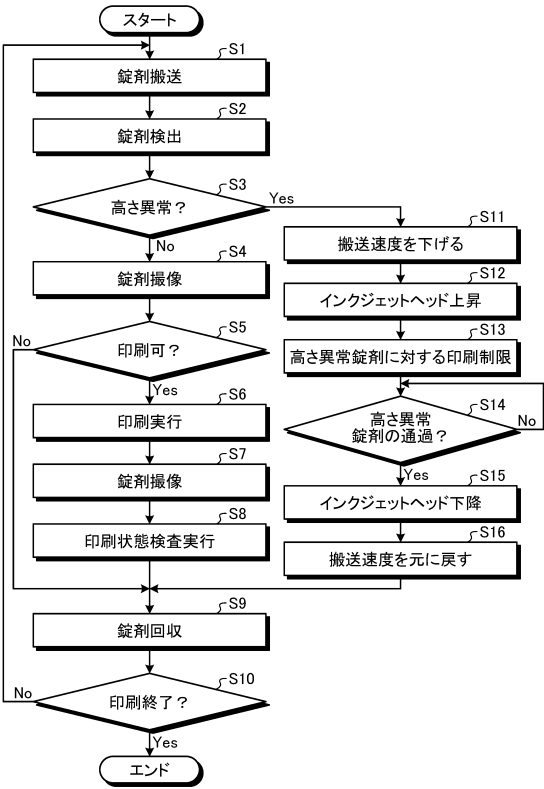 スタート
S1
錠剤搬送
S2
錠剤検出
S3
高さ異常？
Yes
No
S4
錠剤撮像
S5
印刷可？
No
Yes
S6
印刷実行
S7
錠剤撮像
S8
印刷状態検査実行
S11
搬送速度を下げる
S12
インクジェットヘッド上昇
S13
高さ異常錠剤に対する印刷制限
S14
高さ異常
錠剤の通過？
No
Yes
S15
インクジェットヘッド下降
S16
搬送速度を元に戻す
S9
錠剤回収
S10
印刷終了？
No
Yes
エンド